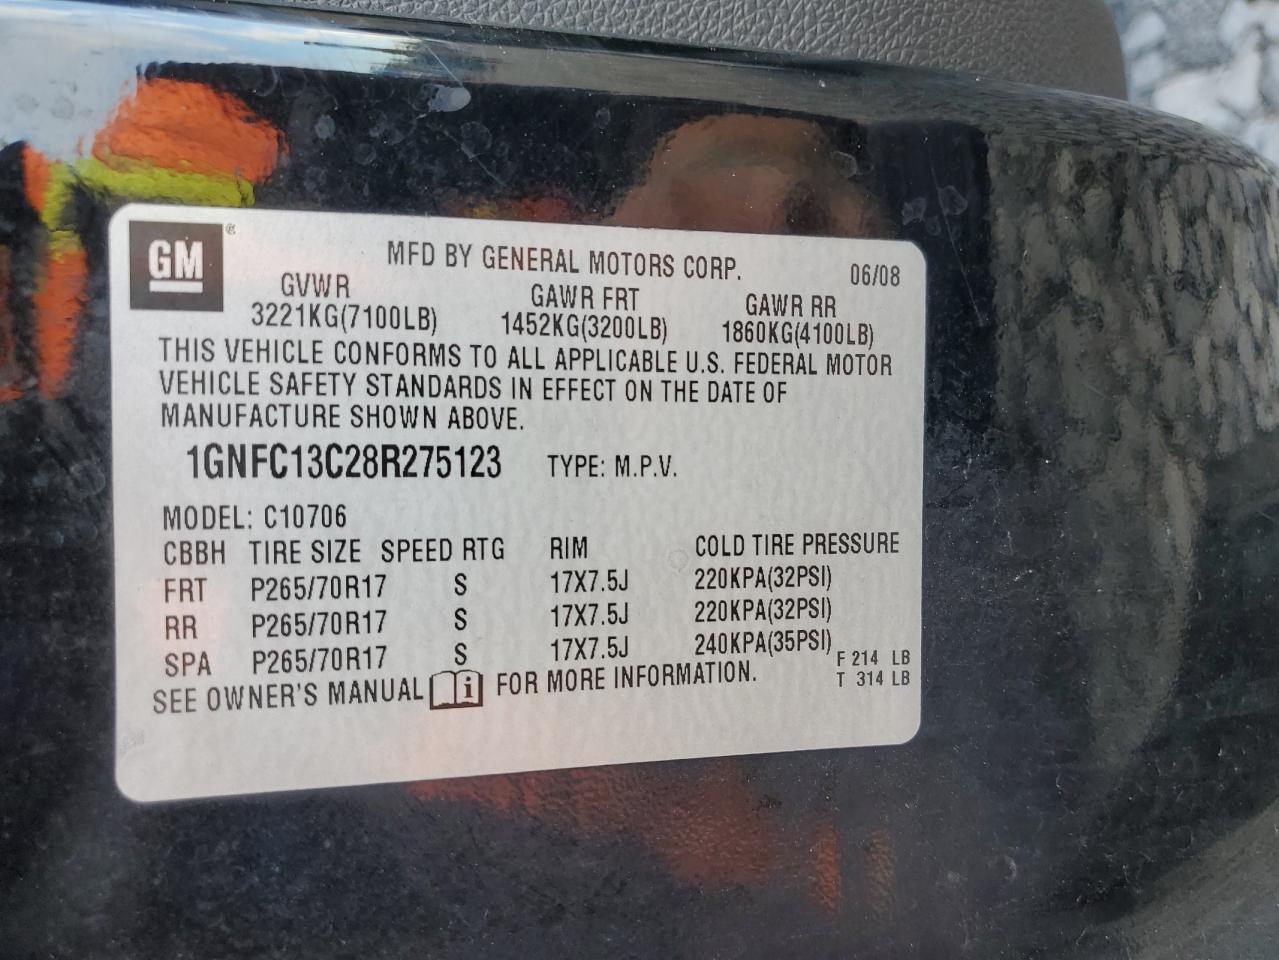 GM ®
MFD BY GENERAL MOTORS CORP. 06/08
GVWR GAWR FRT GAWR RR
3221KG(7100LB) 1452KG(3200LB) 1860KG(4100LB)
THIS VEHICLE CONFORMS TO ALL APPLICABLE U.S. FEDERAL MOTOR
VEHICLE SAFETY STANDARDS IN EFFECT ON THE DATE OF
MANUFACTURE SHOWN ABOVE.
1GNFC13C28R275123 TYPE: M.P.V.
MODEL: C10706
CBBH TIRE SIZE SPEED RTG RIM COLD TIRE PRESSURE
FRT P265/70R17 S 17X7.5J 220KPA(32PSI)
RR P265/70R17 S 17X7.5J 220KPA(32PSI)
SPA P265/70R17 S 17X7.5J 240KPA(35PSI)
F 214 LB
T 314 LB
SEE OWNER'S MANUAL i FOR MORE INFORMATION.